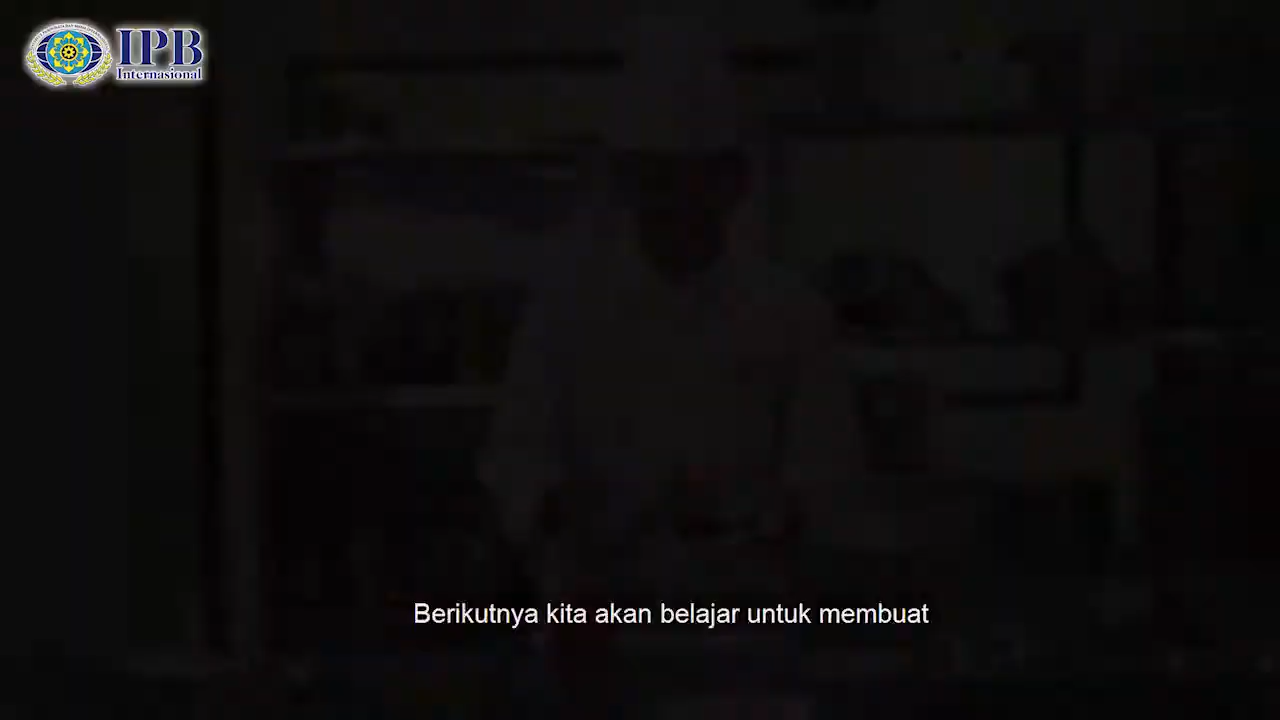 IPB
Internasional
Berikutnya kita akan belajar untuk membuat